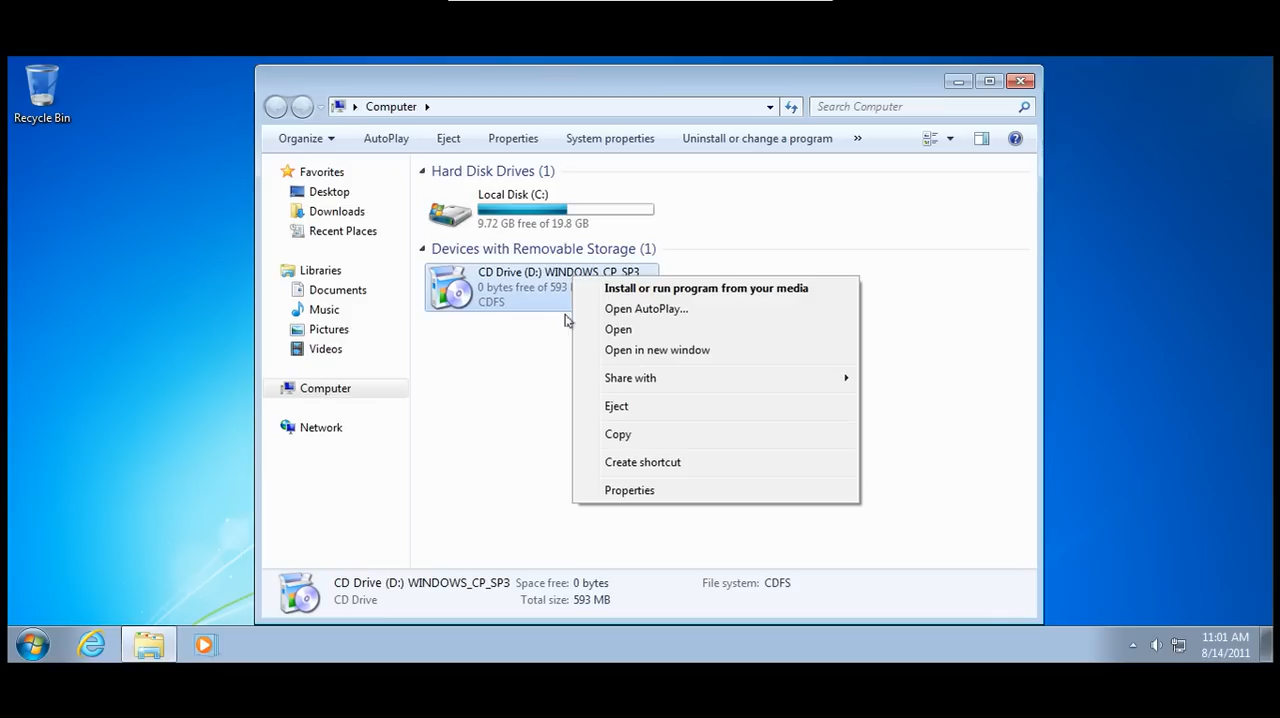 Recycle Bin
Computer
Search Computer
Organize
AutoPlay
Eject
Properties
System properties
Uninstall or change a program
»
Favorites
Desktop
Downloads
Recent Places
Libraries
Documents
Music
Pictures
Videos
Computer
Network
Hard Disk Drives (1)
Local Disk (C:)
9.72 GB free of 19.8 GB
Devices with Removable Storage (1)
CD Drive (D:) WINDOWS_CP_SP3
0 bytes free of 593
CDFS
Install or run program from your media
Open AutoPlay...
Open
Open in new window
Share with
Eject
Copy
Create shortcut
Properties
CD Drive (D:) WINDOWS_CP_SP3 Space free: 0 bytes File system: CDFS
CD Drive Total size: 593 MB
11:01 AM
8/14/2011